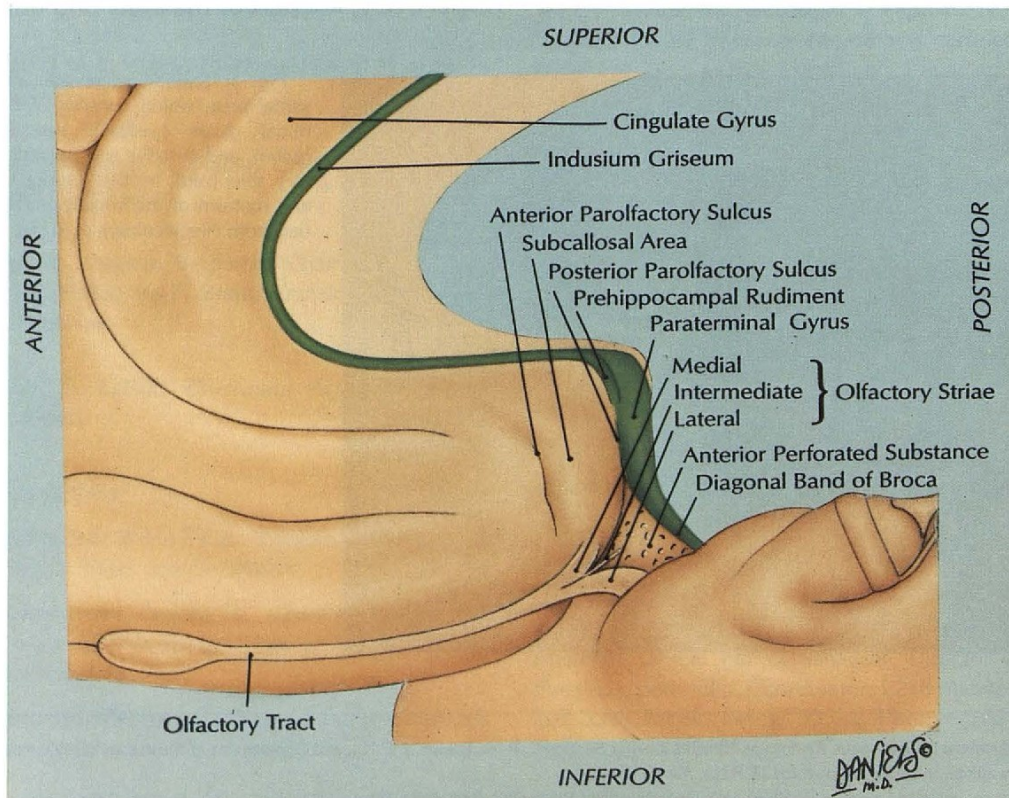 SUPERIOR
Cingulate Gyrus
Indusium Griseum
Anterior Parolfactory Sulcus
Subcallosal Area
Posterior Parolfactory Sulcus
Prehippocampal Rudiment
Paraterminal Gyrus
ANTERIOR
POSTERIOR
Medial
Intermediate
Lateral
Olfactory Striae
Anterior Perforated Substance
Diagonal Band of Broca
Olfactory Tract
INFERIOR
DANIELS©
M.D.